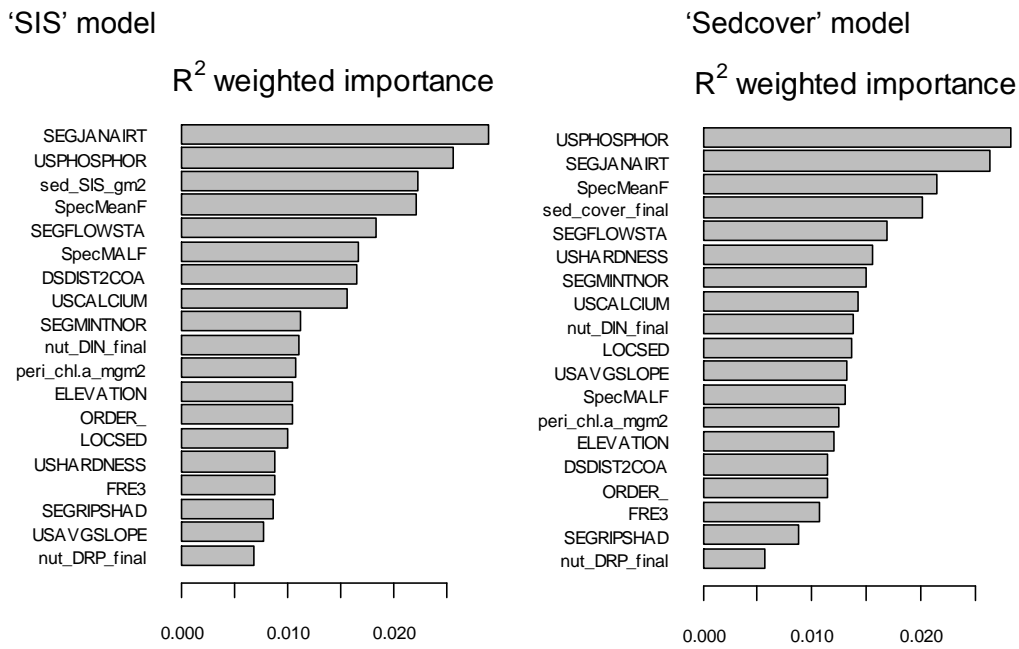 ‘SIS’ model
R² weighted importance
SEGJANAIRT
USPHOSPHOR
sed_SIS_gm2
SpecMeanF
SEGFLOWSTA
SpecMALF
DSDIST2COA
USCALCIUM
SEGMINTNOR
nut_DIN_final
peri_chl.a_mgm2
ELEVATION
ORDER_
LOCSED
USHARDNESS
FRE3
SEGRIPSHAD
USAVGSLOPE
nut_DRP_final
0.000 0.010 0.020
‘Sedcover’ model
R² weighted importance
USPHOSPHOR
SEGJANAIRT
SpecMeanF
sed_cover_final
SEGFLOWSTA
USHARDNESS
SEGMINTNOR
USCALCIUM
nut_DIN_final
LOCSED
USAVGSLOPE
SpecMALF
peri_chl.a_mgm2
ELEVATION
DSDIST2COA
ORDER_
FRE3
SEGRIPSHAD
nut_DRP_final
0.000 0.010 0.020